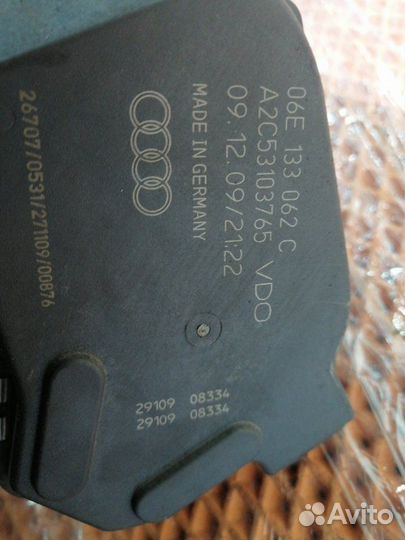 06E 133 062 C
A2C53103765 VDO
09.12.09/21:22
MADE IN GERMANY
26707/0531/271109/00876
29109 08334
29109 08334
Avito